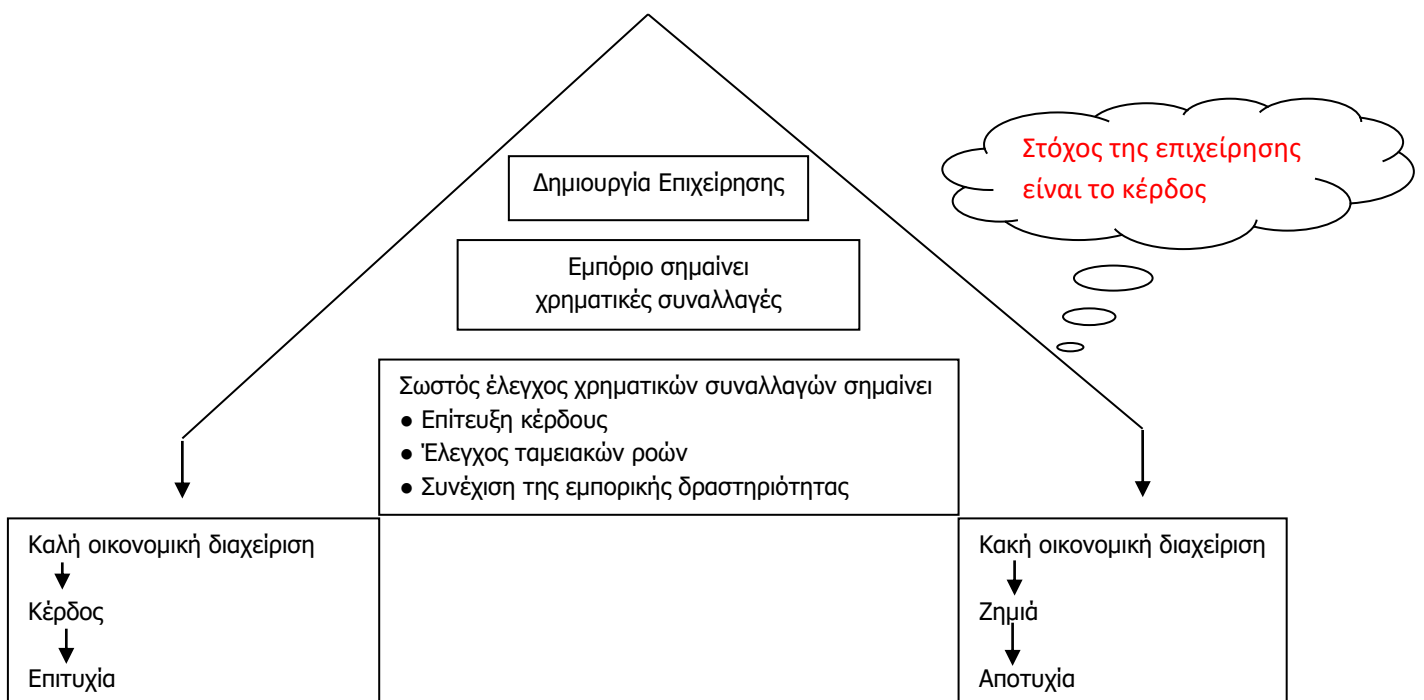 Δημιουργία Επιχείρησης
Στόχος της επιχείρησης
είναι το κέρδος
Εμπόριο σημαίνει
χρηματικές συναλλαγές
Σωστός έλεγχος χρηματικών συναλλαγών σημαίνει
● Επίτευξη κέρδους
● Έλεγχος ταμειακών ροών
● Συνέχιση της εμπορικής δραστηριότητας
Καλή οικονομική διαχείριση
Κέρδος
Επιτυχία
Κακή οικονομική διαχείριση
Ζημιά
Αποτυχία